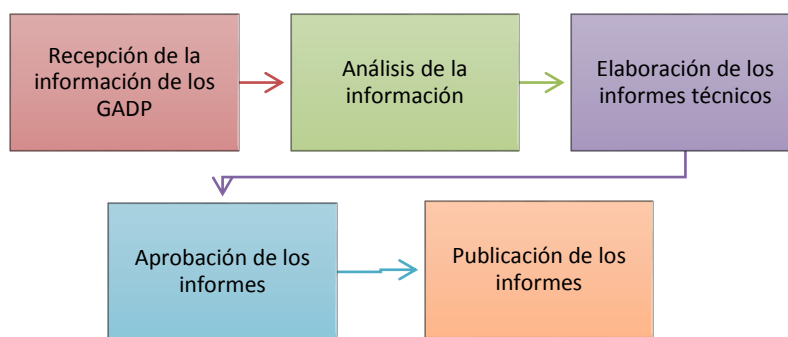 Recepción de la
información de los
GADP
Análisis de la
información
Elaboración de los
informes técnicos
Aprobación de los
informes
Publicación de los
informes